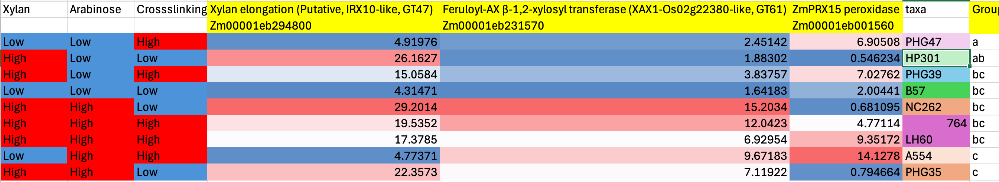 Xylan Arabinose Crossslinking Xylan elongation (Putative, IRX10-like, GT47) Feruloyl-AX β-1,2-xylosyl transferase (XAX1-Os02g22380-like, GT61) ZmPRX15 peroxidase taxa Group
Zm00001eb294800 Zm00001eb231570 Zm00001eb001560
Low Low High 4.91976 2.45142 6.90508 PHG47 a
High Low Low 26.1627 1.88302 0.546234 HP301 ab
High Low High 15.0584 3.83757 7.02762 PHG39 bc
Low Low Low 4.31471 1.64183 2.00441 B57 bc
High High Low 29.2014 15.2034 0.681095 NC262 bc
High High High 19.5352 12.0423 4.77114 764 bc
High High High 17.3785 6.92954 9.35172 LH60 bc
Low High High 4.77371 9.67183 14.1278 A554 c
High High Low 22.3573 7.11922 0.794664 PHG35 c